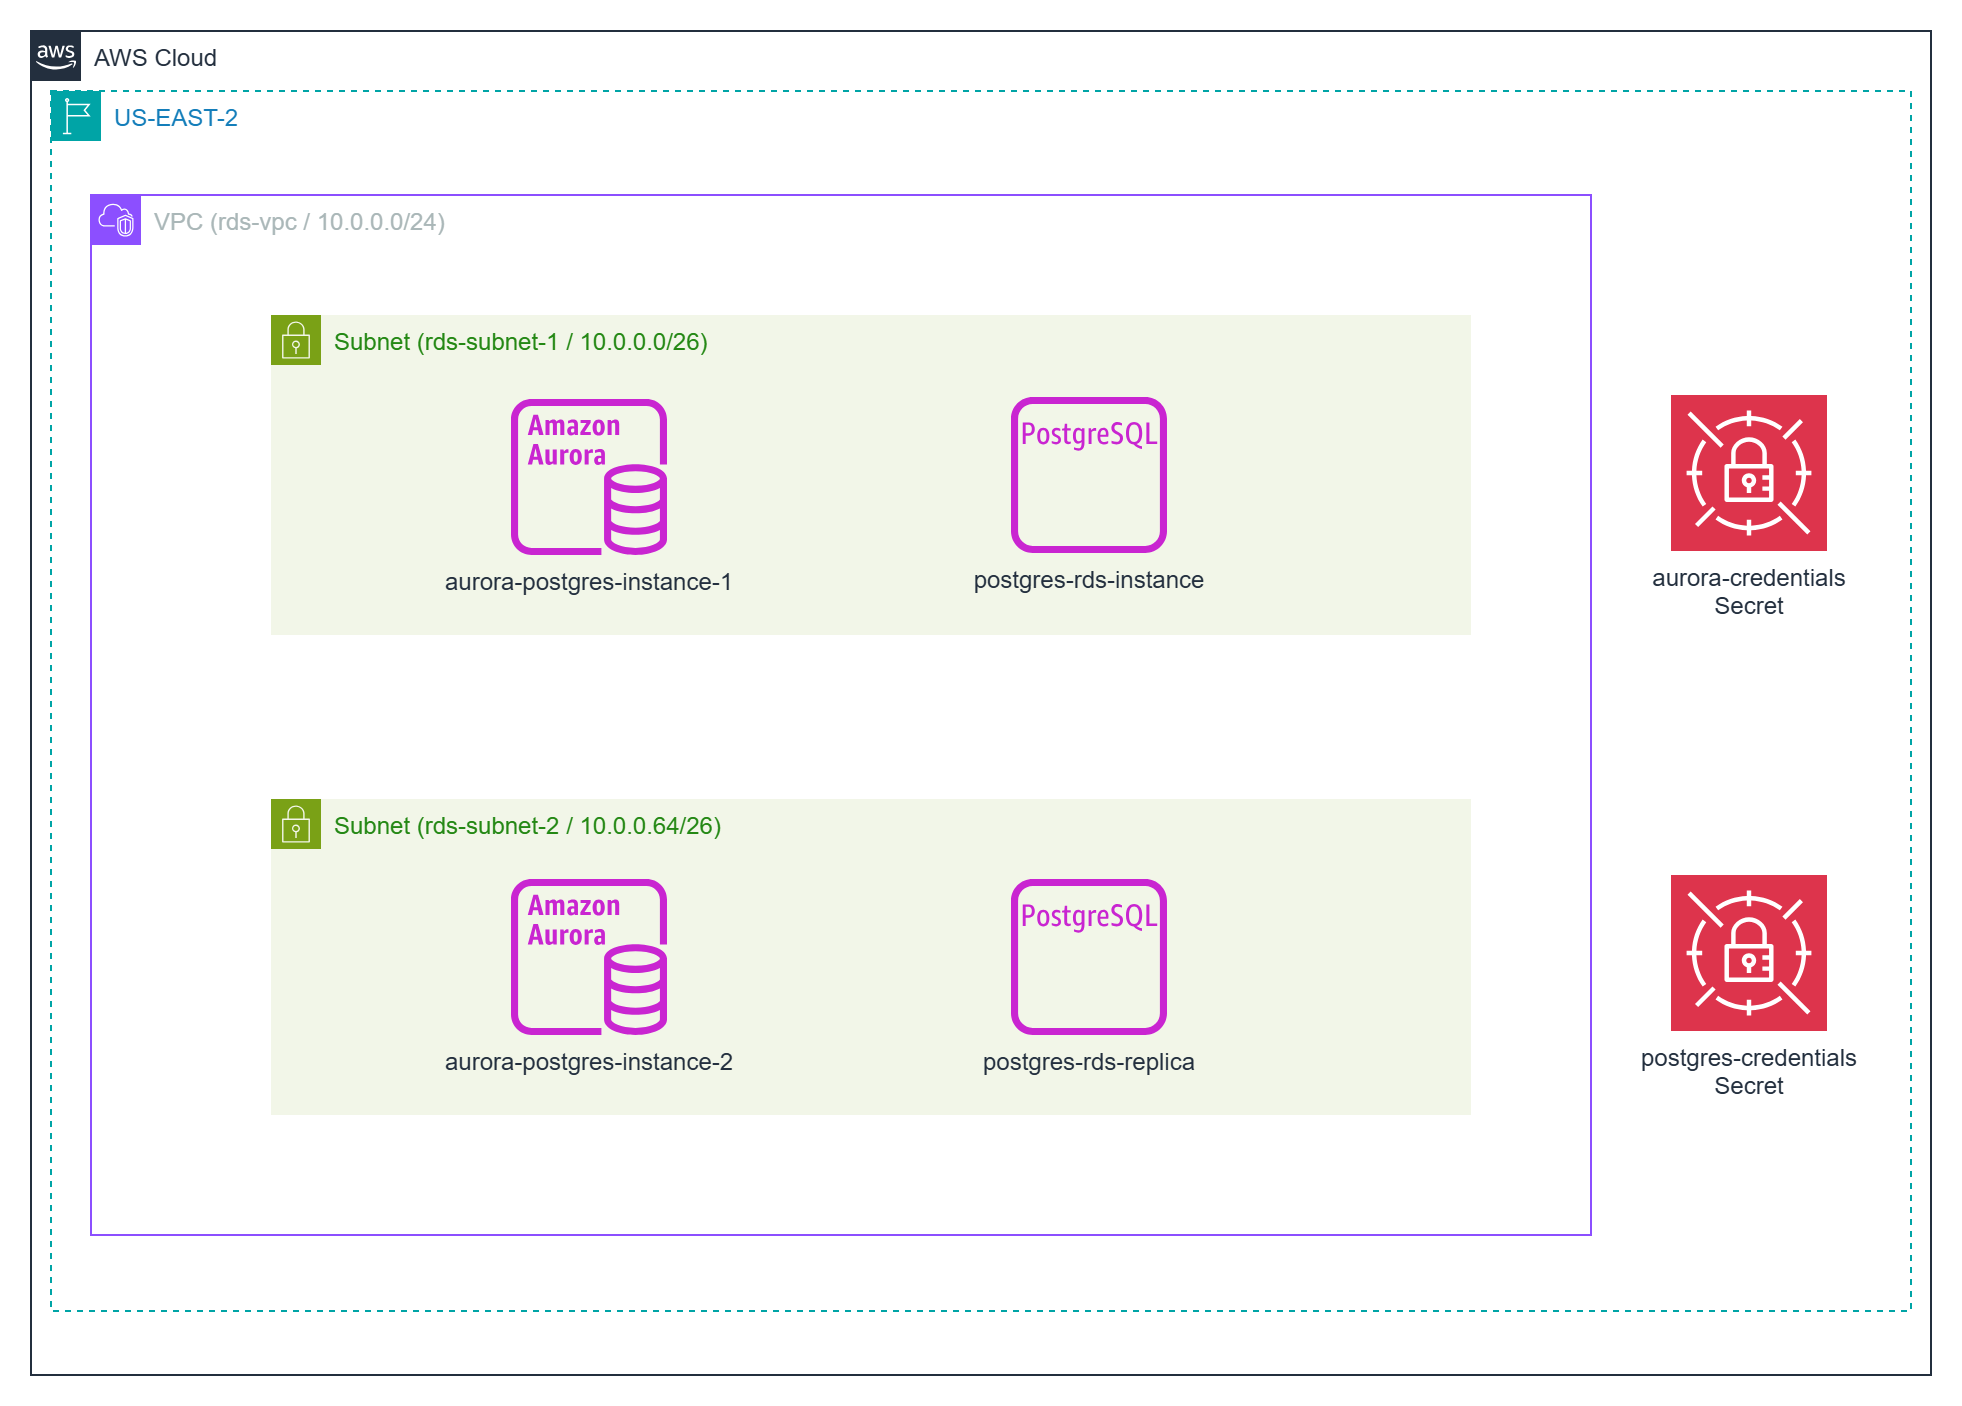 aws
AWS Cloud
US-EAST-2
VPC (rds-vpc / 10.0.0.0/24)
Subnet (rds-subnet-1 / 10.0.0.0/26)
Amazon
Aurora
aurora-postgres-instance-1
PostgreSQL
postgres-rds-instance
aurora-credentials
Secret
Subnet (rds-subnet-2 / 10.0.0.64/26)
Amazon
Aurora
aurora-postgres-instance-2
PostgreSQL
postgres-rds-replica
postgres-credentials
Secret